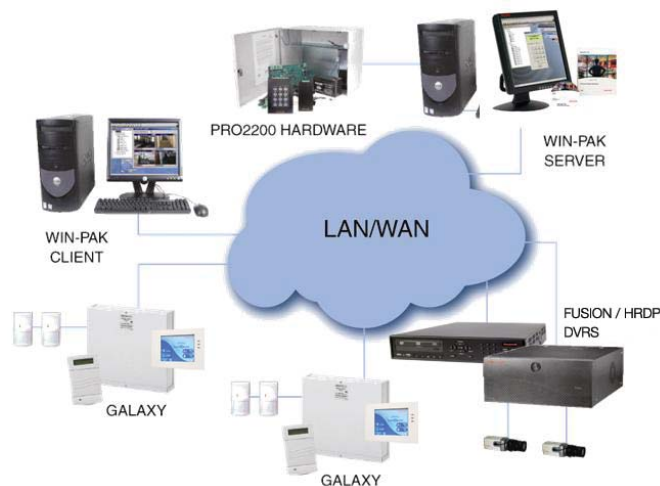 PRO2200 HARDWARE
WIN-PAK
SERVER
WIN-PAK
CLIENT
LAN/WAN
FUSION / HRDP
DVRS
GALAXY
GALAXY